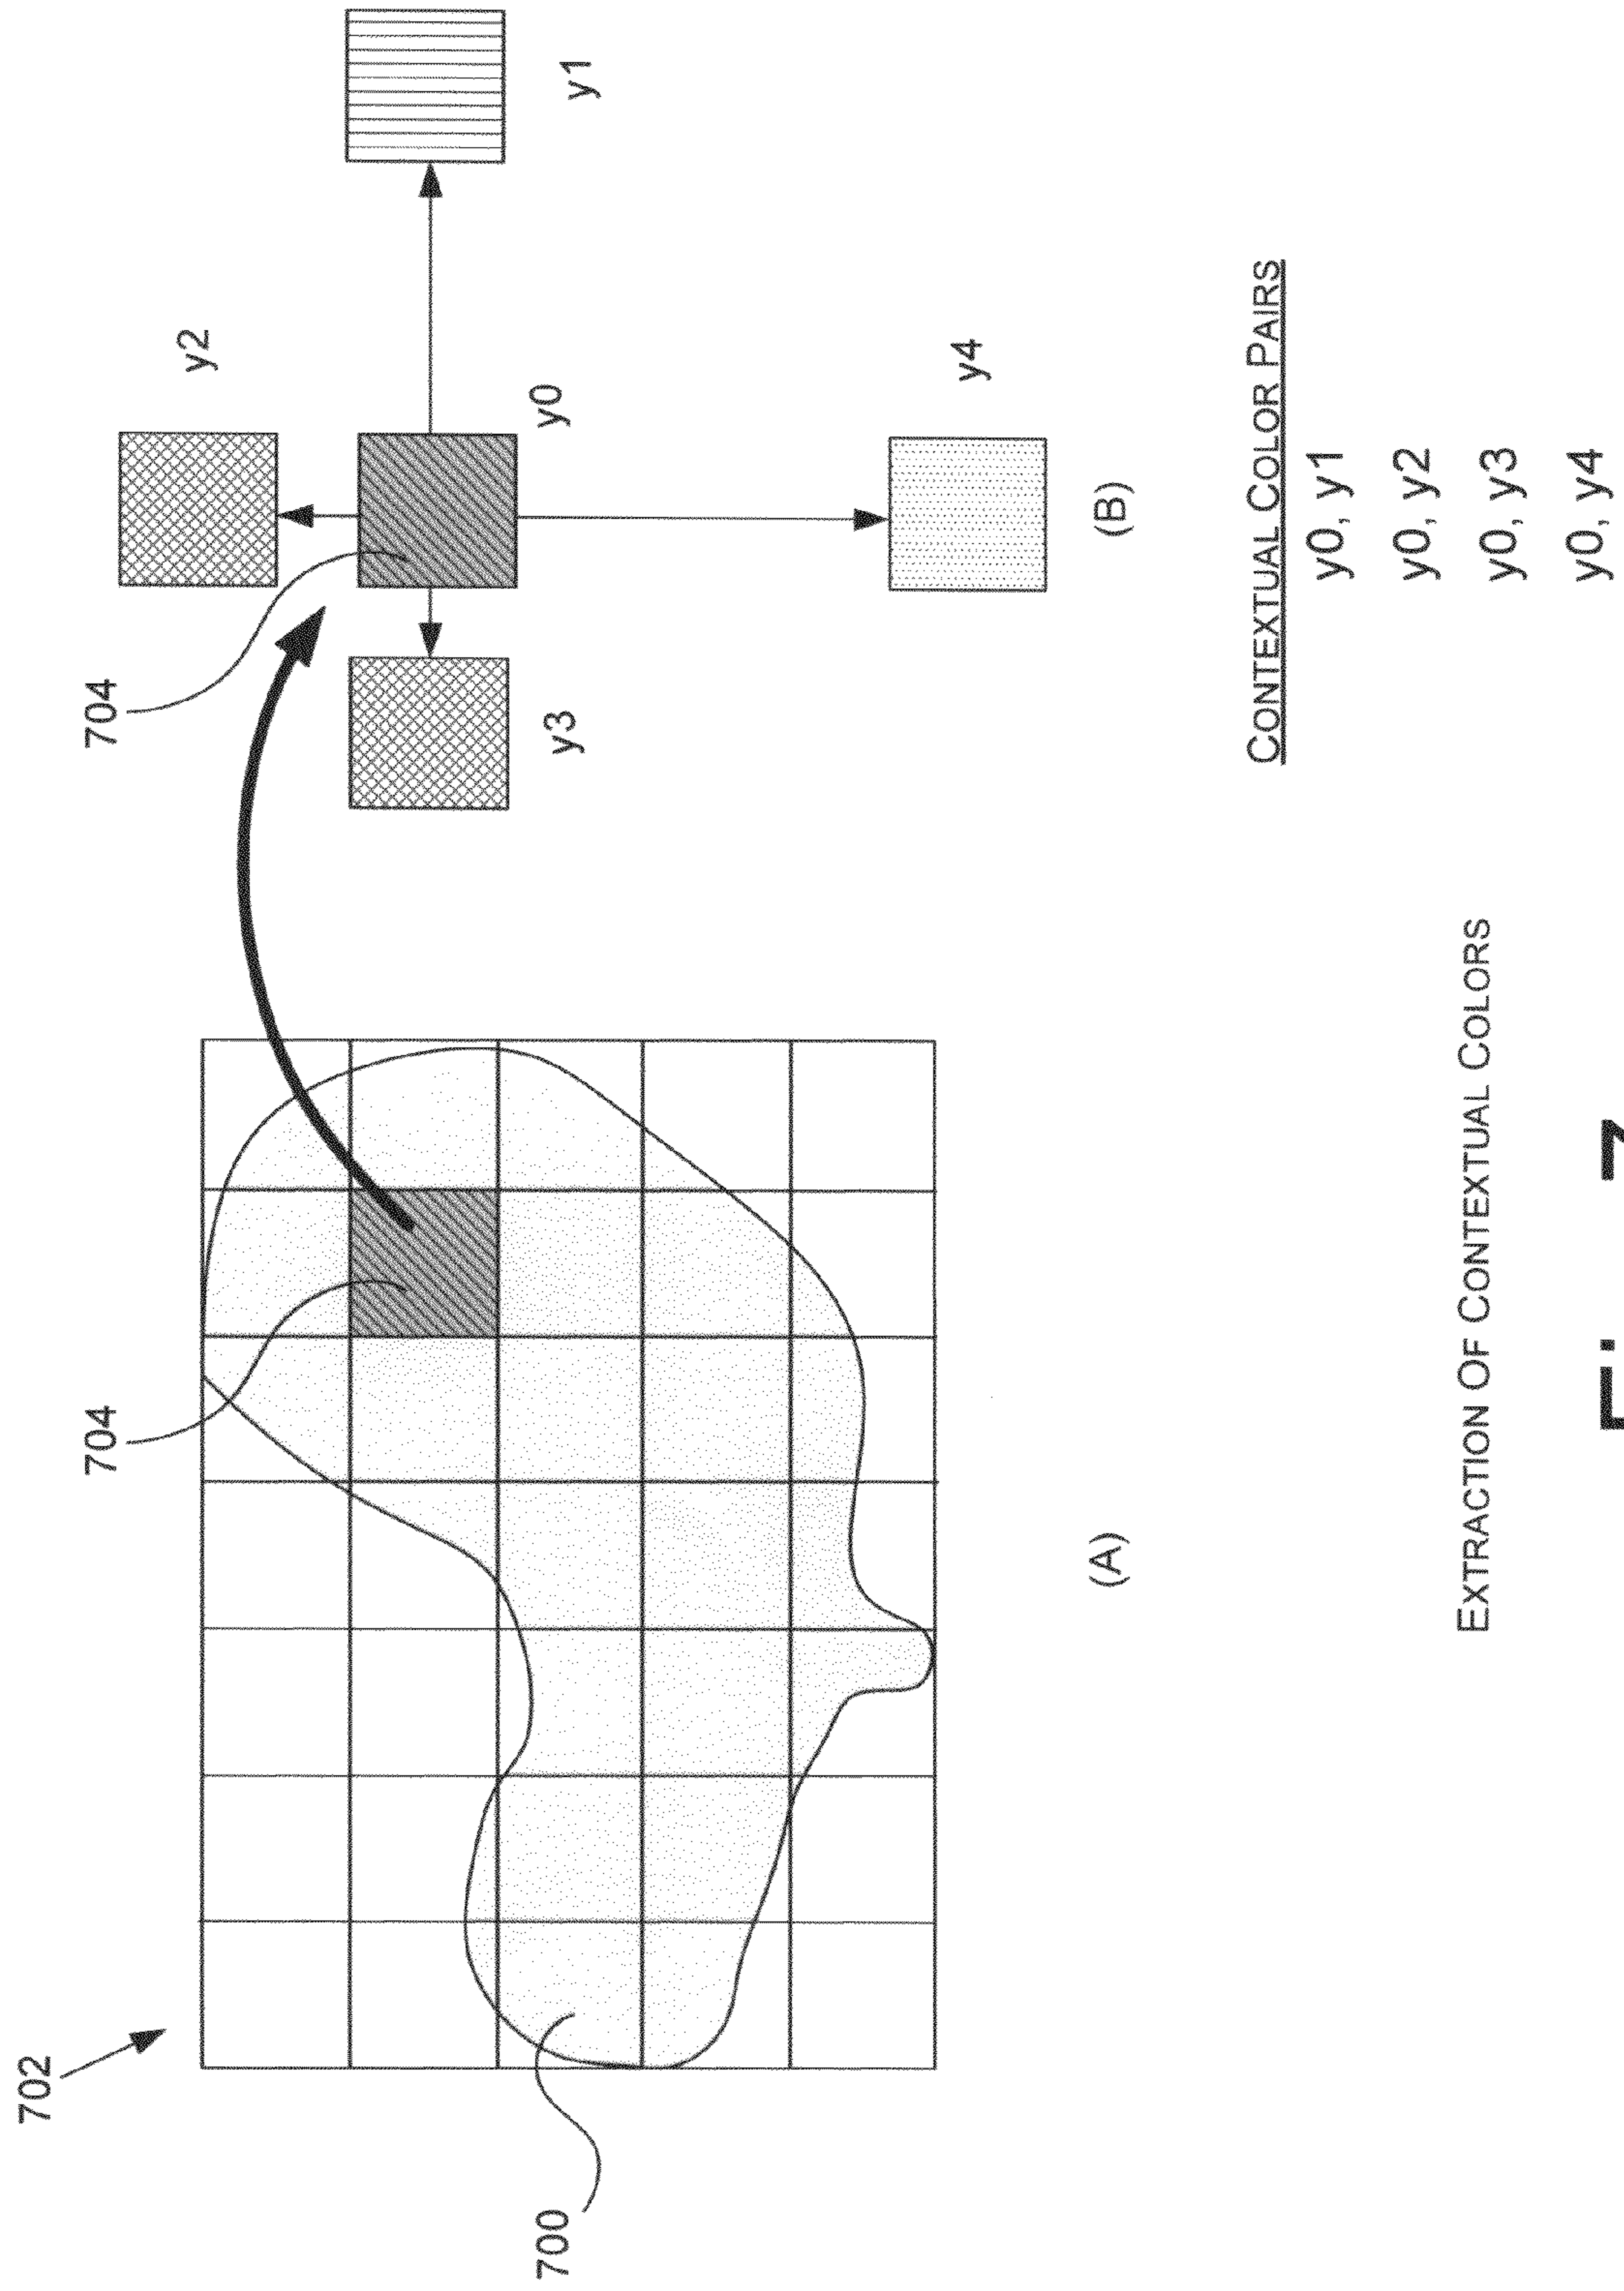 702
704
704
y2
700
y0
y3
y1
y4
(A)
(B)
CONTEXTUAL COLOR PAIRS
y0, y1
y0, y2
y0, y3
y0, y4
EXTRACTION OF CONTEXTUAL COLORS